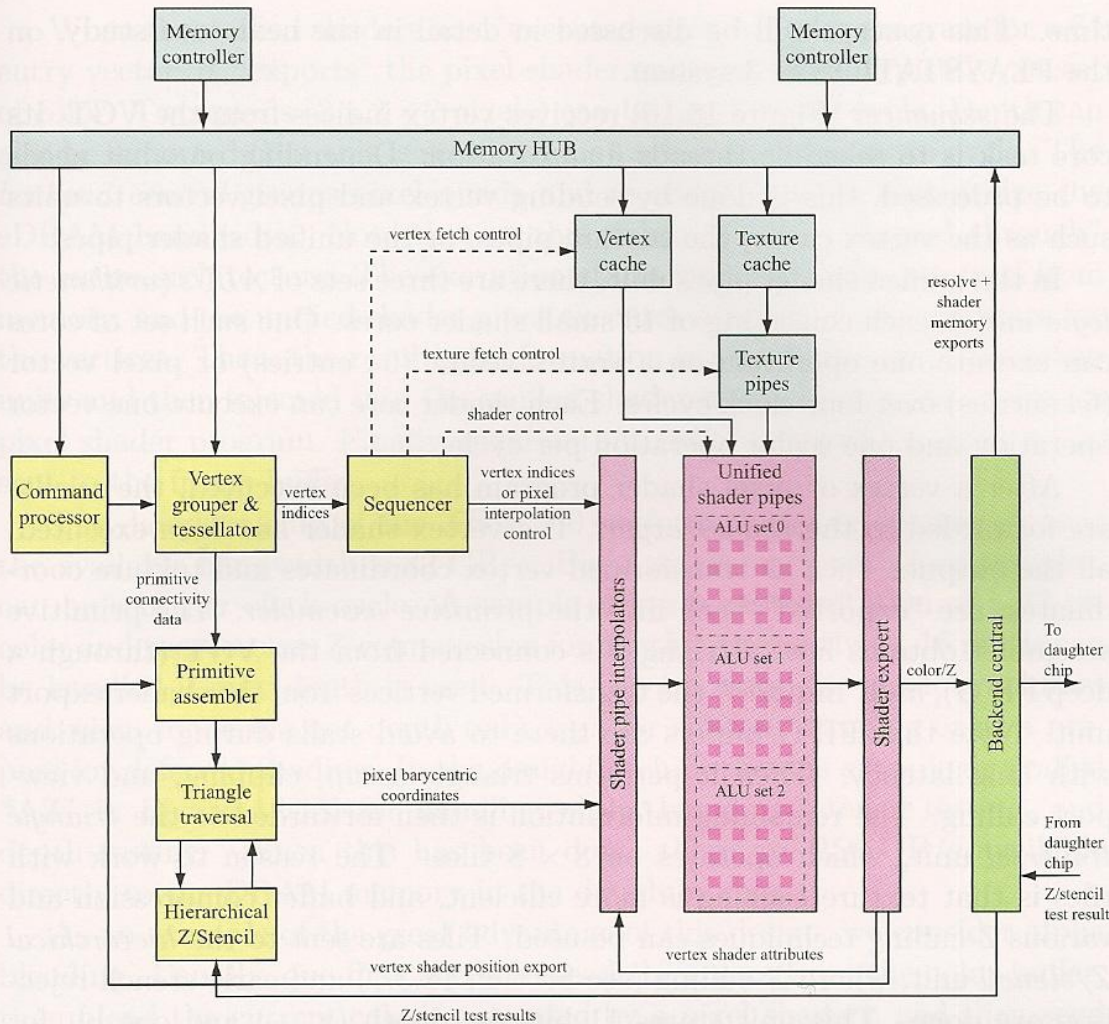 Memory
controller
Memory
controller
Memory HUB
vertex fetch control
Vertex
cache
Texture
cache
resolve +
shader
memory
exports
texture fetch control
Texture
pipes
shader control
Command
processor
Vertex
grouper &
tessellator
vertex
indices
Sequencer
vertex indices
or pixel
interpolation
control
Shader pipe interpolators
Unified
shader pipes
ALU set 0
ALU set 1
ALU set 2
Shader expert
color/Z
Backend central
To
daughter
chip
primitive
connectivity
data
Primitive
assembler
Triangle
traversal
pixel barycentric
coordinates
From
daughter
chip
Z/stencil
test result
Hierarchical
Z/Stencil
vertex shader position export
vertex shader attributes
Z/stencil test results